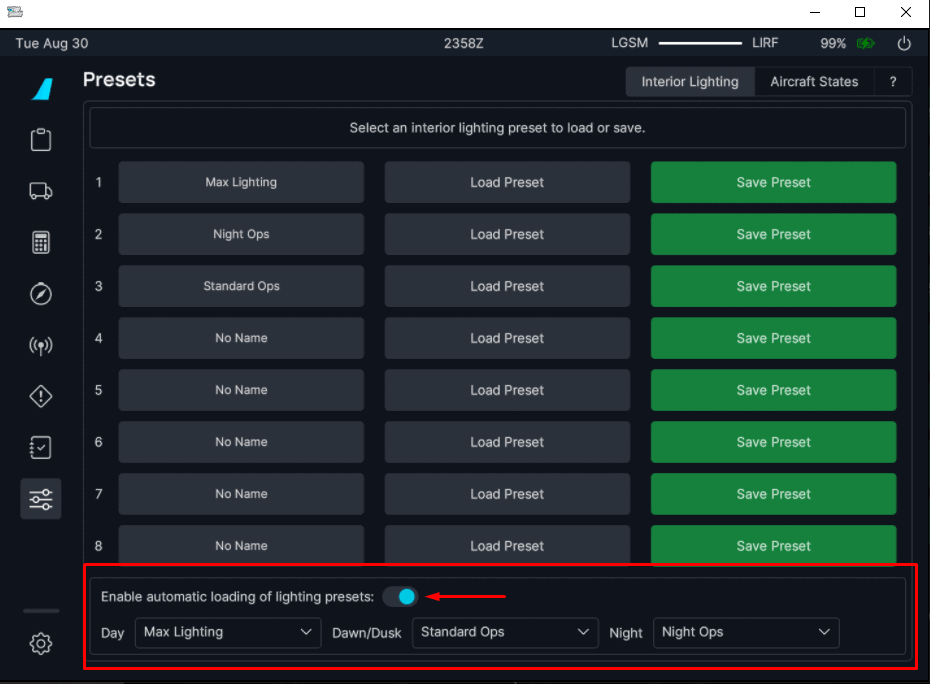 Tue Aug 30 2358Z LGSM LIRF 99%
Presets Interior Lighting Aircraft States ?
Select an interior lighting preset to load or save.
1 Max Lighting Load Preset Save Preset
2 Night Ops Load Preset Save Preset
3 Standard Ops Load Preset Save Preset
4 No Name Load Preset Save Preset
5 No Name Load Preset Save Preset
6 No Name Load Preset Save Preset
7 No Name Load Preset Save Preset
8 No Name Load Preset Save Preset
Enable automatic loading of lighting presets:
Day Max Lighting Dawn/Dusk Standard Ops Night Night Ops